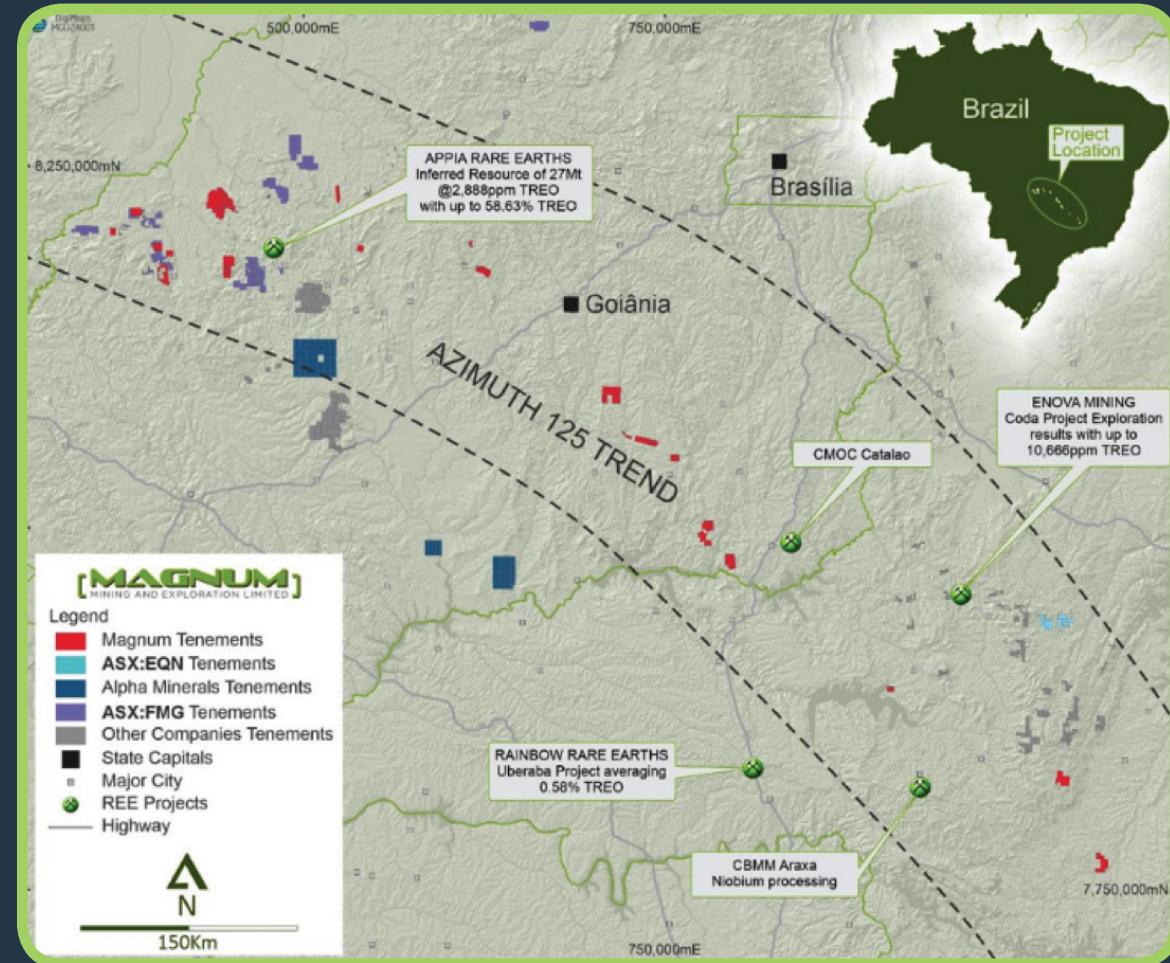 DigiMaps
MGU24001
500,000mE
750,000mE
Brazil
Project
Location
8,250,000mN
APPIA RARE EARTHS
Inferred Resource of 27Mt
@2,888ppm TREO
with up to 58.63% TREO
Brasília
Goiânia
AZIMUTH 125 TREND
ENOVA MINING
Coda Project Exploration
results with up to
10,666ppm TREO
CMOC Catalao
[MAGNUM]
MINING AND EXPLORATION LIMITED
Legend
Magnum Tenements
ASX:EQN Tenements
Alpha Minerals Tenements
ASX:FMG Tenements
Other Companies Tenements
State Capitals
Major City
REE Projects
Highway
N
150Km
RAINBOW RARE EARTHS
Uberaba Project averaging
0.58% TREO
CBMM Araxa
Niobium processing
7,750,000mN
750,000mE